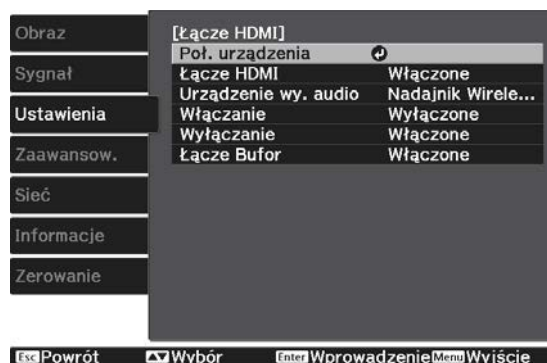 Obraz
Sygnał
Ustawienia
Zaawansow.
Sieć
Informacje
Zerowanie
[Łącze HDMI]
Poł. urządzenia
Łącze HDMI Włączone
Urządzenie wy. audio Nadajnik Wirele...
Włączanie Wyłączone
Wyłączanie Włączone
Łącze Bufor Włączone
Esc Powrót Wybór Enter Wprowadzenie Menu Wyjście